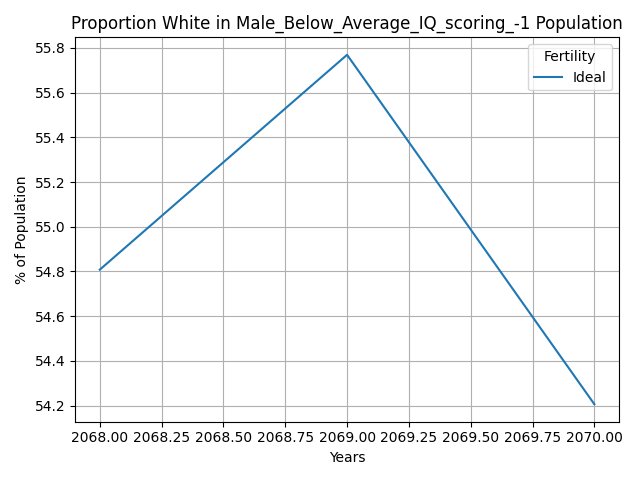 Proportion White in Male_Below_Average_IQ_scoring_-1 Population
55.8
55.6
55.4
55.2
55.0
54.8
54.6
54.4
54.2
% of Population
Fertility
Ideal
2068.00 2068.25 2068.50 2068.75 2069.00 2069.25 2069.50 2069.75 2070.00
Years